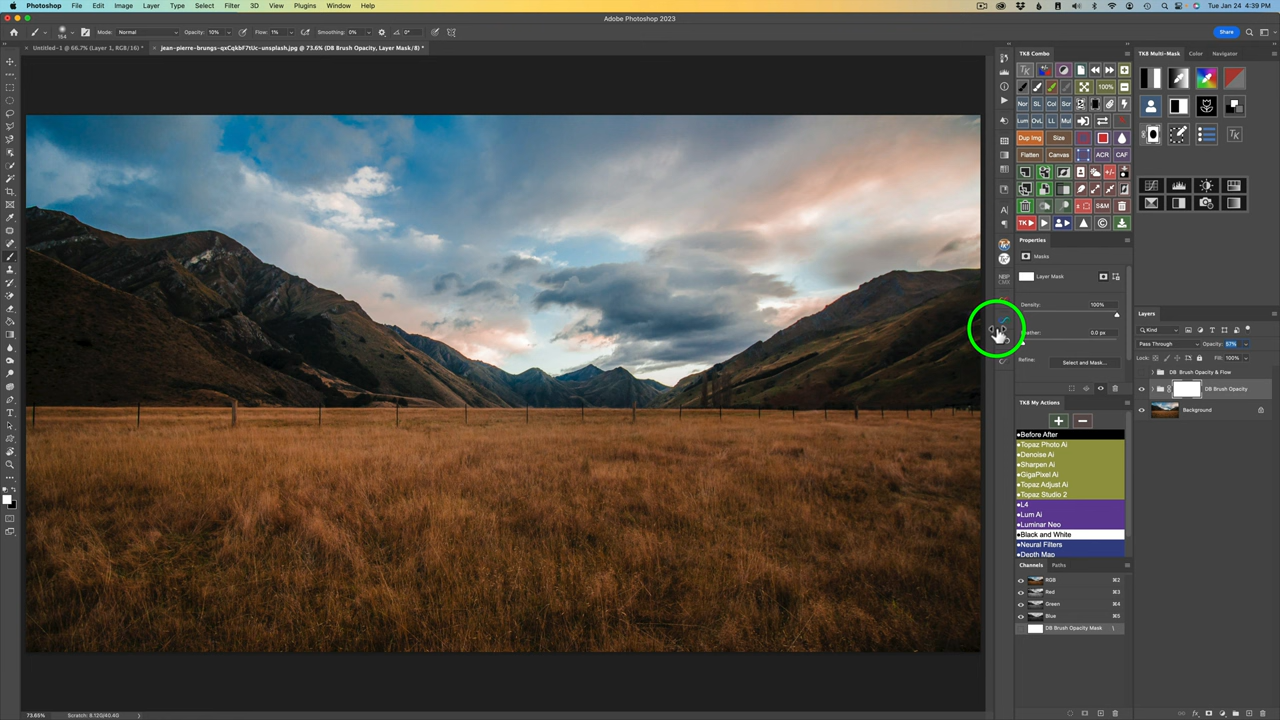 Photoshop File Edit Image Layer Type Select Filter 3D View Plugins Window Help Tue Jan 24 4:39 PM
Adobe Photoshop 2023
154 Mode: Normal Opacity: 10% Flow: 1% Smoothing: 0% 0° Share
Untitled-1 @ 66.7% (Layer 1, RGB/16) * jean-pierre-brungs-qxCqkbF7tUc-unsplash.jpg @ 73.6% (DB Brush Opacity, Layer Mask/8) *
TK8 Combo
TK8 Multi-Mask Color Navigator
TK
100%
Nor SL Col Scr
Lum OvL LL Mul
Dup Img Size
Flatten Canvas ACR CAF
+/-
S&M
TK
NBP
CMX
Properties
Masks
Layer Mask
Density: 100%
Feather: 0.0 px
Refine: Select and Mask...
TK8 My Actions
Before After
Topaz Photo Ai
Denoise Ai
Sharpen Ai
GigaPixel Ai
Topaz Adjust Ai
Topaz Studio 2
L4
Lum Ai
Luminar Neo
Black and White
Neural Filters
Depth Map
Channels Paths
RGB ⌘2
Red ⌘3
Green ⌘4
Blue ⌘5
DB Brush Opacity Mask \
Layers
Kind
Pass Through Opacity: 57%
Lock: Fill: 100%
DB Brush Opacity & Flow
DB Brush Opacity
Background
73.65% Scratch: 8.12G/40.4G